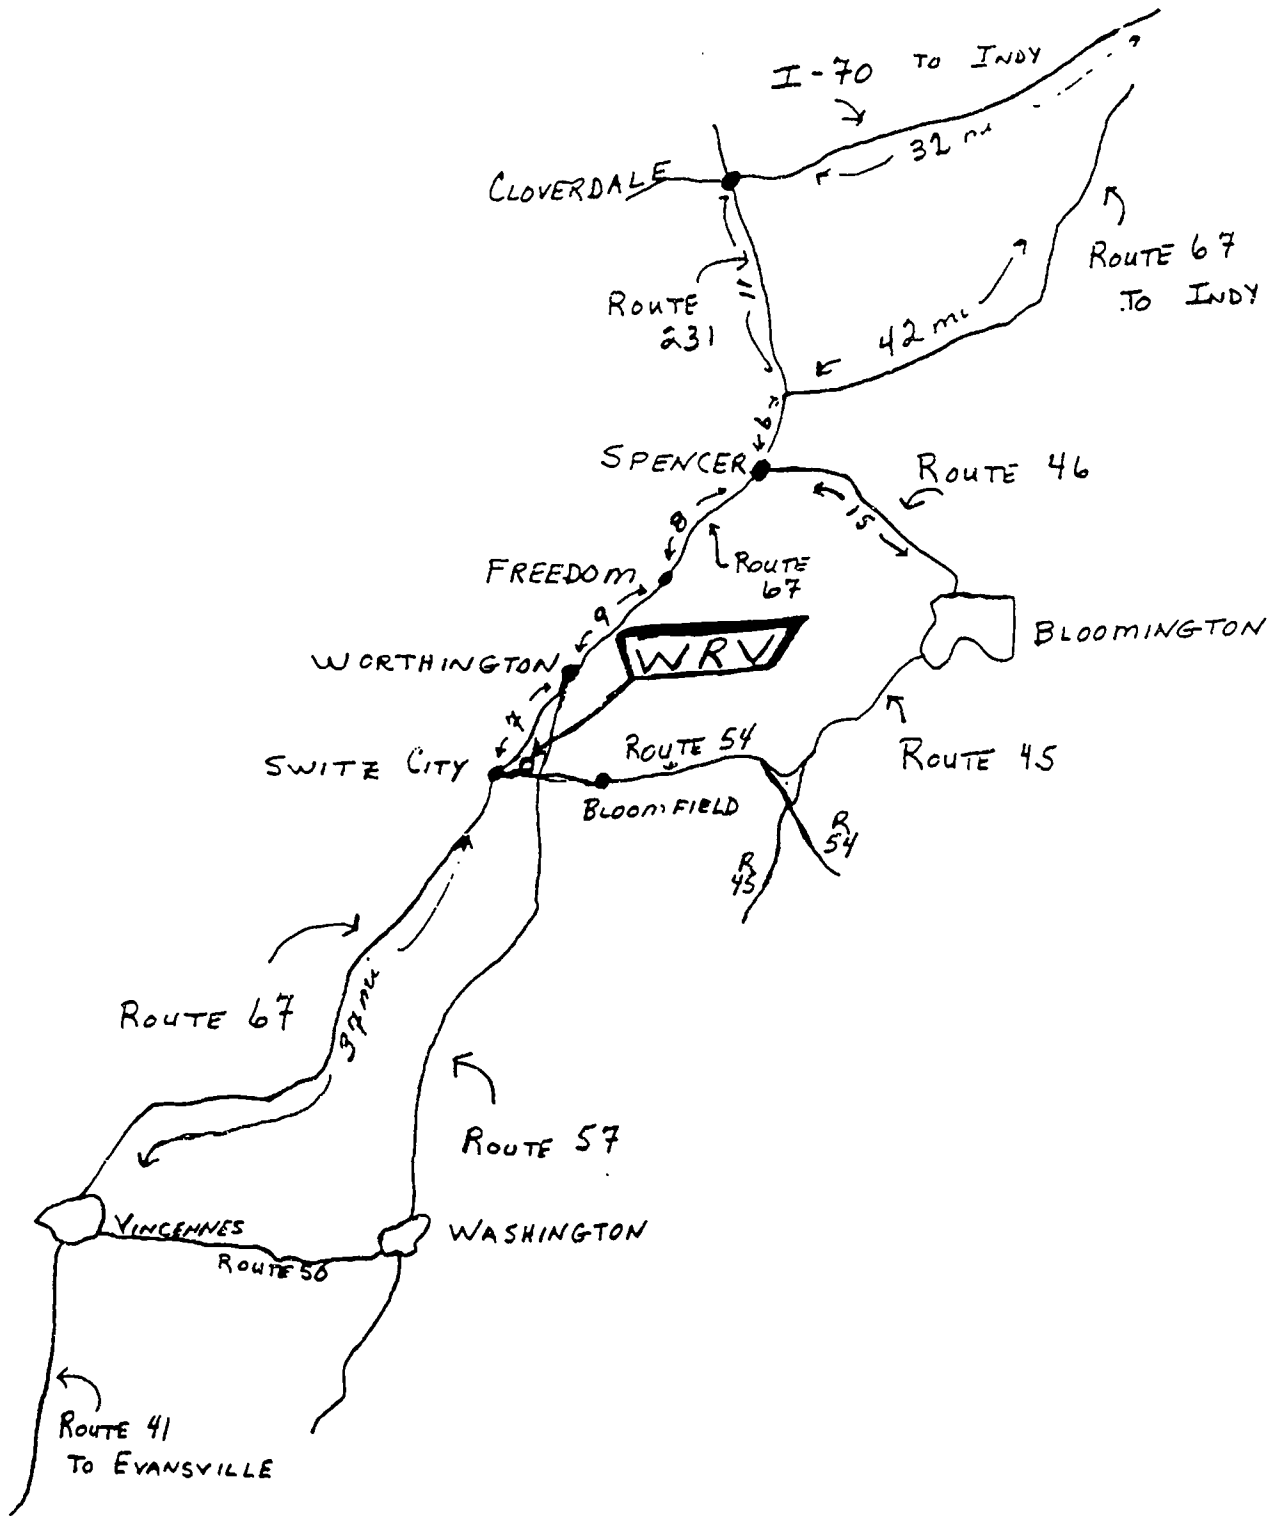 I-70 TO INDY
32 mi
CLOVERDALE
ROUTE 67
TO INDY
ROUTE
231
11
42 mi
6
SPENCER
ROUTE 46
15
8
FREEDOM
ROUTE
67
9
WRV
BLOOMINGTON
WORTHINGTON
7
SWITZ CITY
ROUTE 54
ROUTE 45
BLOOMFIELD
R
54
R
45
ROUTE 67
37 mi
ROUTE 57
VINCENNES
WASHINGTON
ROUTE 50
ROUTE 41
TO EVANSVILLE